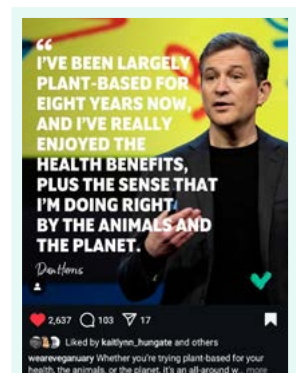 “
I’VE BEEN LARGELY
PLANT-BASED FOR
EIGHT YEARS NOW,
AND I’VE REALLY
ENJOYED THE
HEALTH BENEFITS,
PLUS THE SENSE THAT
I’M DOING RIGHT
BY THE ANIMALS AND
THE PLANET.
Dan Harris
2,637 103 17
Liked by kaitlynn_hungate and others
weareveganuary Whether you're trying plant-based for your
health, the animals, or the planet, it's an all-around w... more